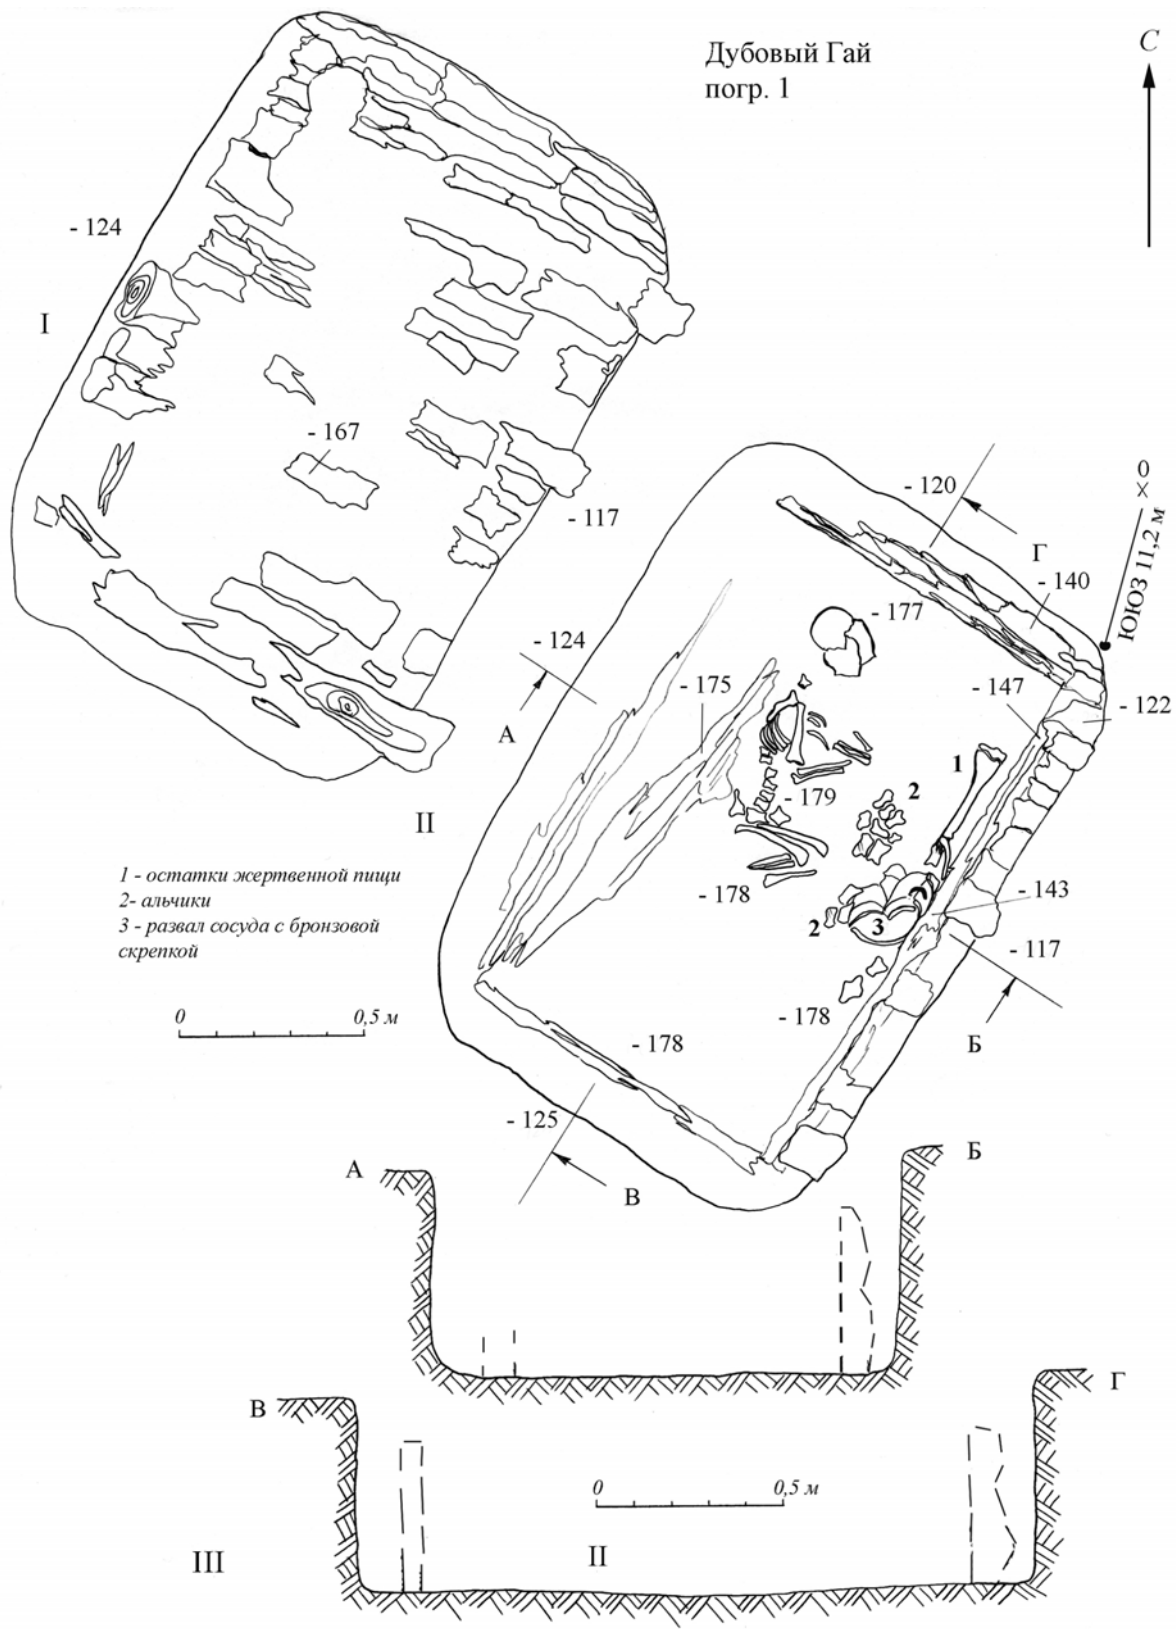 Дубовый Гай
погр. 1
С
- 124
I
- 167
- 117
- 120
Г
0
ЮЮЗ 11,2 м
- 140
- 177
- 124
- 175
- 147
- 122
А
1
2
- 179
II
1 - остатки жертвенной пищи
2- альчики
3 - развал сосуда с бронзовой
скрепкой
- 178
- 143
2
3
- 117
0 0,5 м
- 178
- 178
Б
- 125
В
А
Б
В
Г
0 0,5 м
III
II